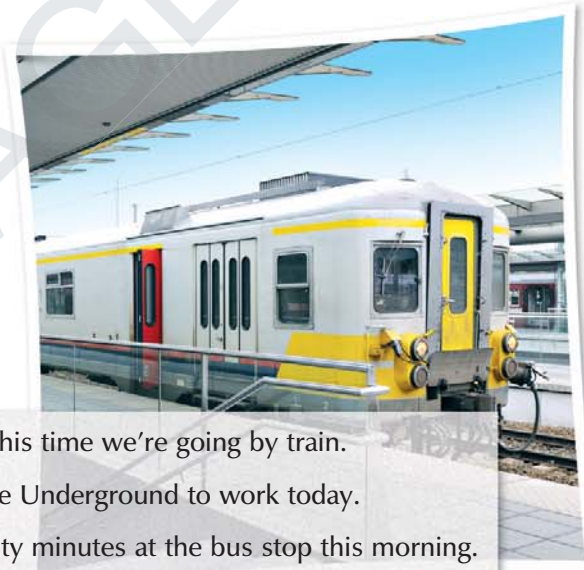 his time we're going by train.
e Underground to work today.
ty minutes at the bus stop this morning.